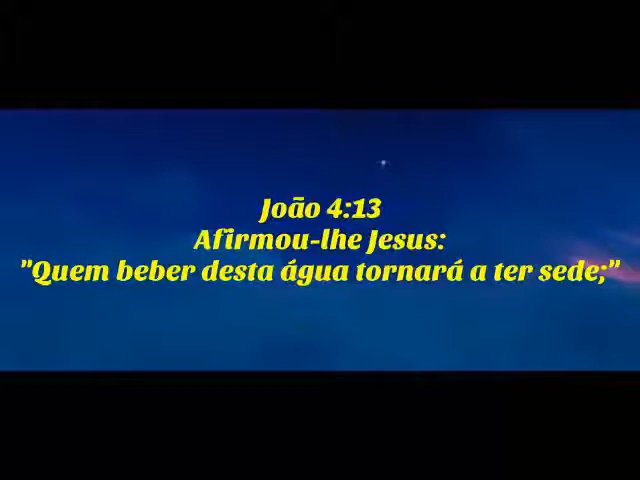 João 4:13
Afirmou-lhe Jesus:
"Quem beber desta água tornará a ter sede;"